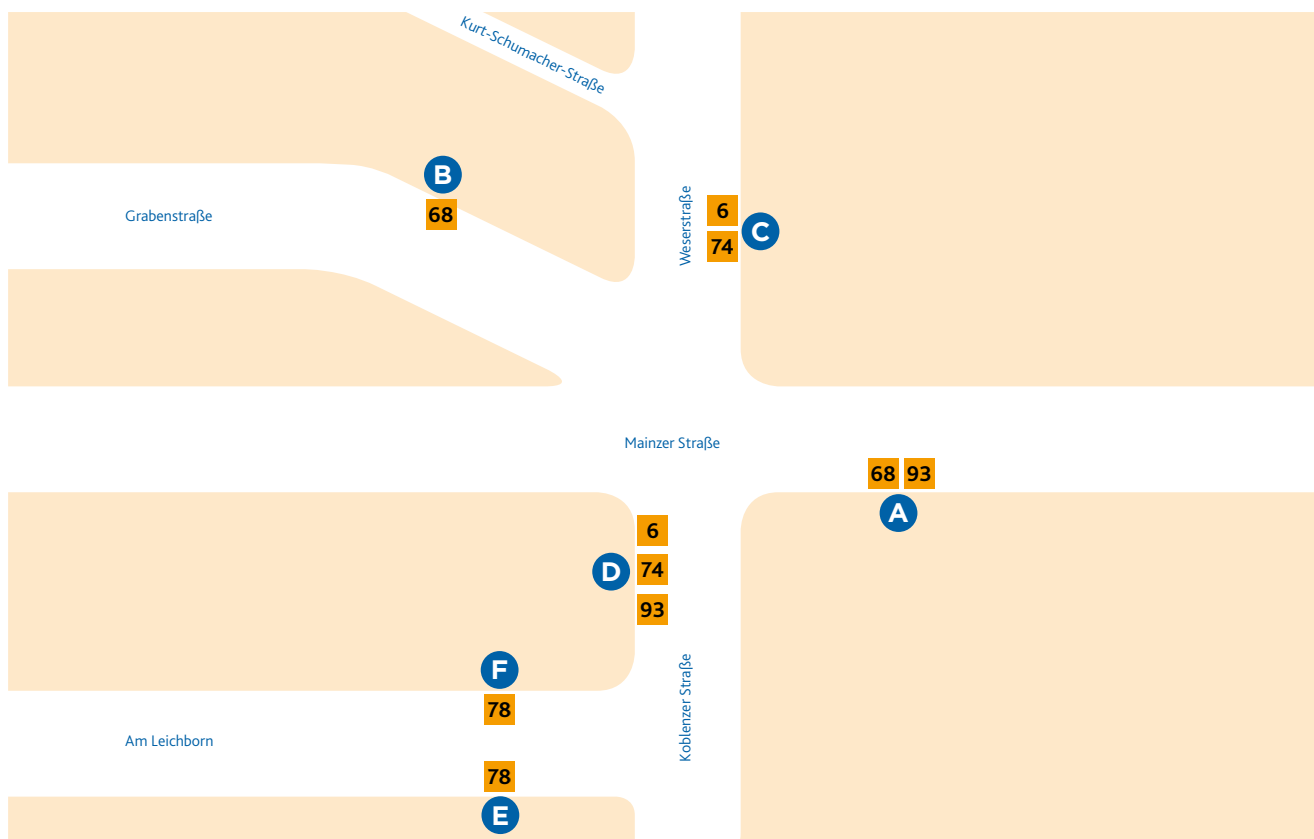 Kurt-Schumacher-Straße
B
68
Grabenstraße
Weserstraße
6
74
C
Mainzer Straße
68 93
A
6
D
74
93
F
78
Koblenzer Straße
Am Leichborn
78
E